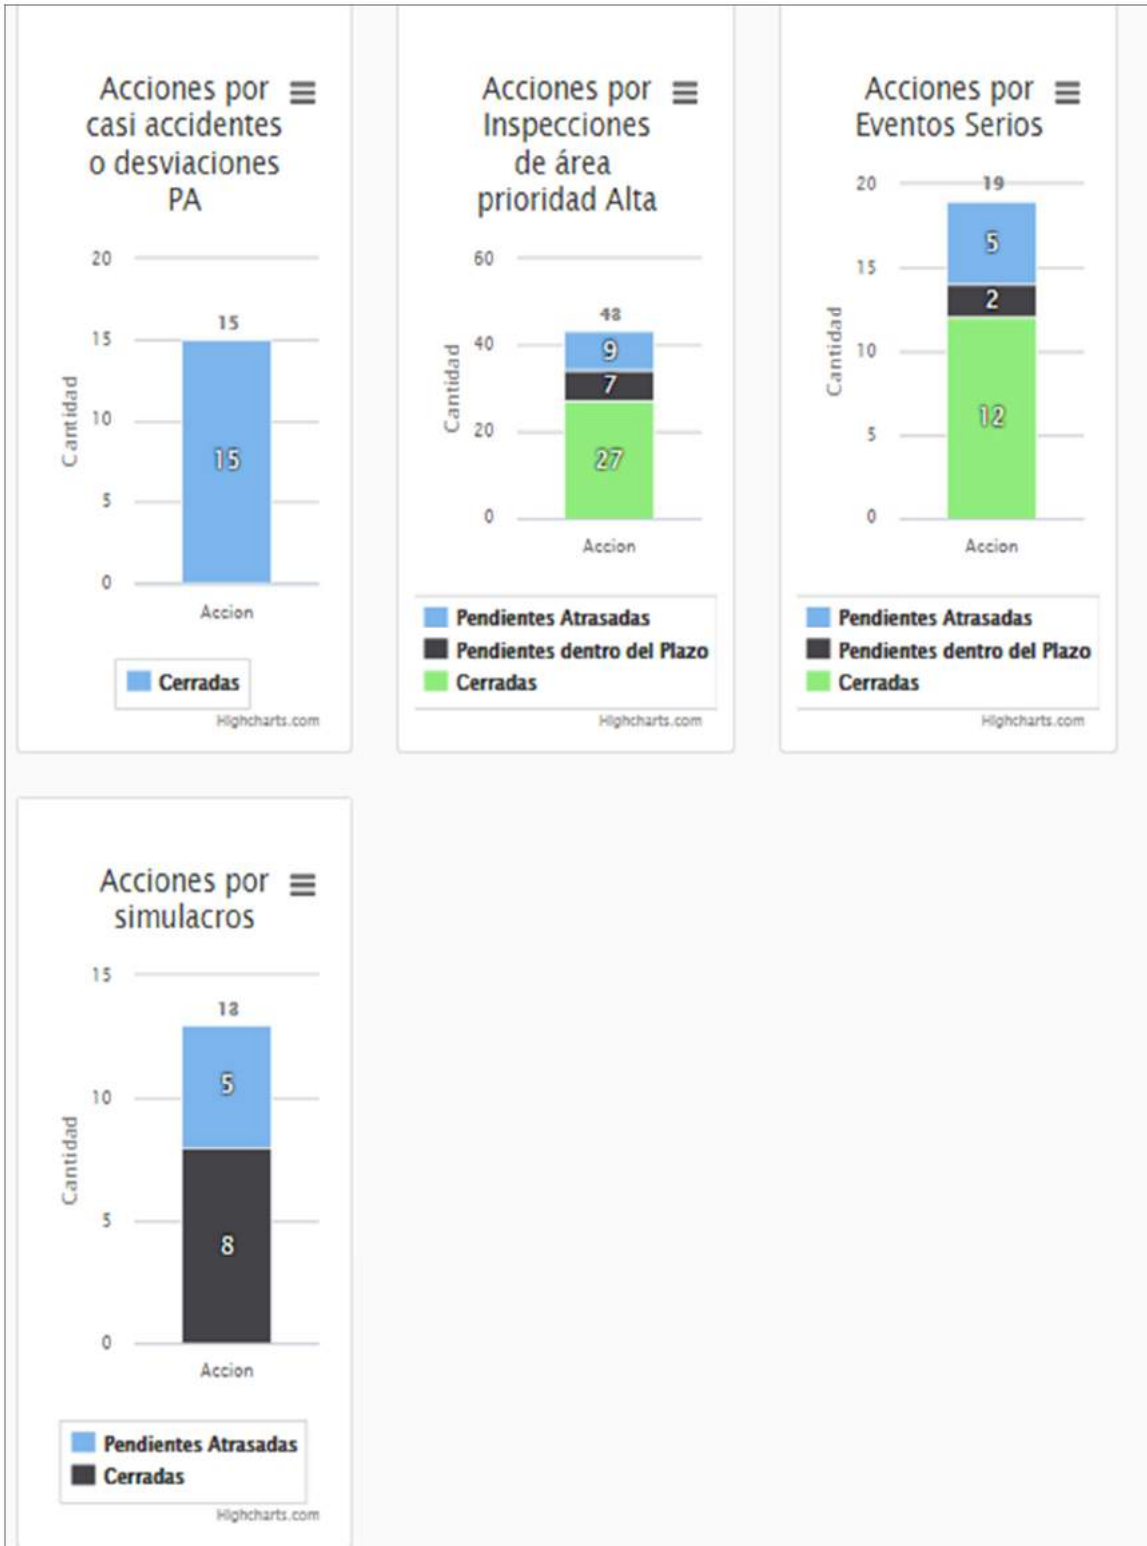 Acciones por
casi accidentes
o desviaciones
PA
20
15
15
10
15
5
0
Cantidad
Accion
Cerradas
Highcharts.com
Acciones por
Inspecciones
de área
prioridad Alta
60
43
40
9
7
20
27
0
Cantidad
Accion
Pendientes Atrasadas
Pendientes dentro del Plazo
Cerradas
Highcharts.com
Acciones por
Eventos Serios
20
19
5
15
2
10
12
5
0
Cantidad
Accion
Pendientes Atrasadas
Pendientes dentro del Plazo
Cerradas
Highcharts.com
Acciones por
simulacros
15
13
5
10
5
8
0
Cantidad
Accion
Pendientes Atrasadas
Cerradas
Highcharts.com